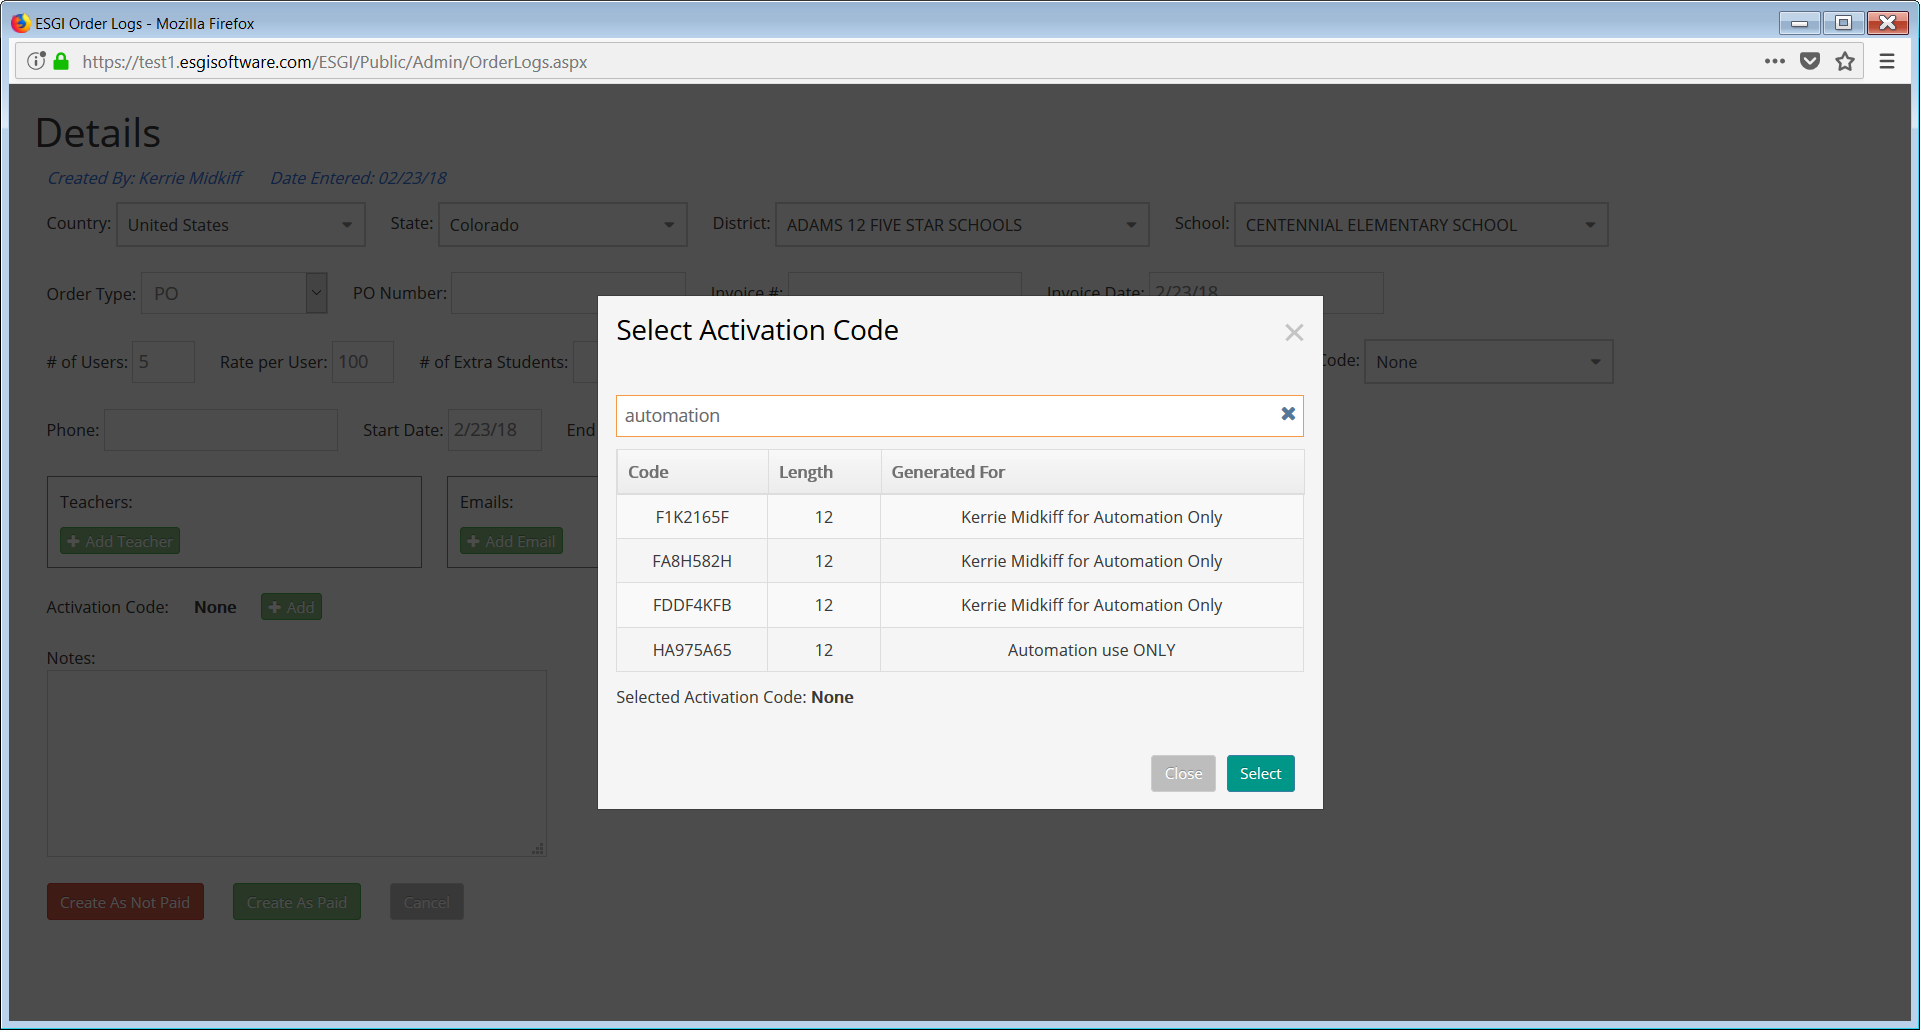 ESGI Order Logs - Mozilla Firefox
https://test1.esgisoftware.com/ESGI/Public/Admin/OrderLogs.aspx
Details
Created By: Kerrie Midkiff Date Entered: 02/23/18
Country: United States State: Colorado District: ADAMS 12 FIVE STAR SCHOOLS School: CENTENNIAL ELEMENTARY SCHOOL
Order Type: PO PO Number: Invoice #: Invoice Date: 2/23/18
# of Users: 5 Rate per User: 100 # of Extra Students: Code: None
Phone: Start Date: 2/23/18 End
Teachers:
Add Teacher
Emails:
Add Email
Activation Code: None Add
Notes:
Create As Not Paid Create As Paid Cancel
Select Activation Code
automation
Code Length Generated For
F1K2165F 12 Kerrie Midkiff for Automation Only
FA8H582H 12 Kerrie Midkiff for Automation Only
FDDF4KFB 12 Kerrie Midkiff for Automation Only
HA975A65 12 Automation use ONLY
Selected Activation Code: None
Close Select